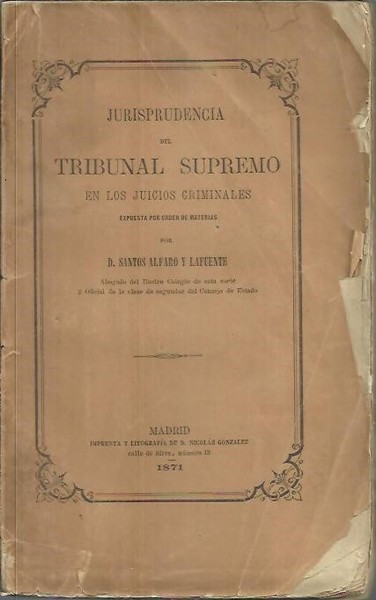 JURISPRUDENCIA
DEL
TRIBUNAL SUPREMO
EN LOS JUICIOS CRIMINALES
EXPUESTA POR ORDEN DE MATERIAS
POR
D. SANTOS ALFARO Y LAFUENTE
Abogado del Ilustre Colegio de esta corte
y Oficial de la clase de segundos del Consejo de Estado
MADRID
IMPRENTA Y LITOGRAFÍA DE D. NICOLÁS GONZALEZ
calle de Silva, número 12
1871